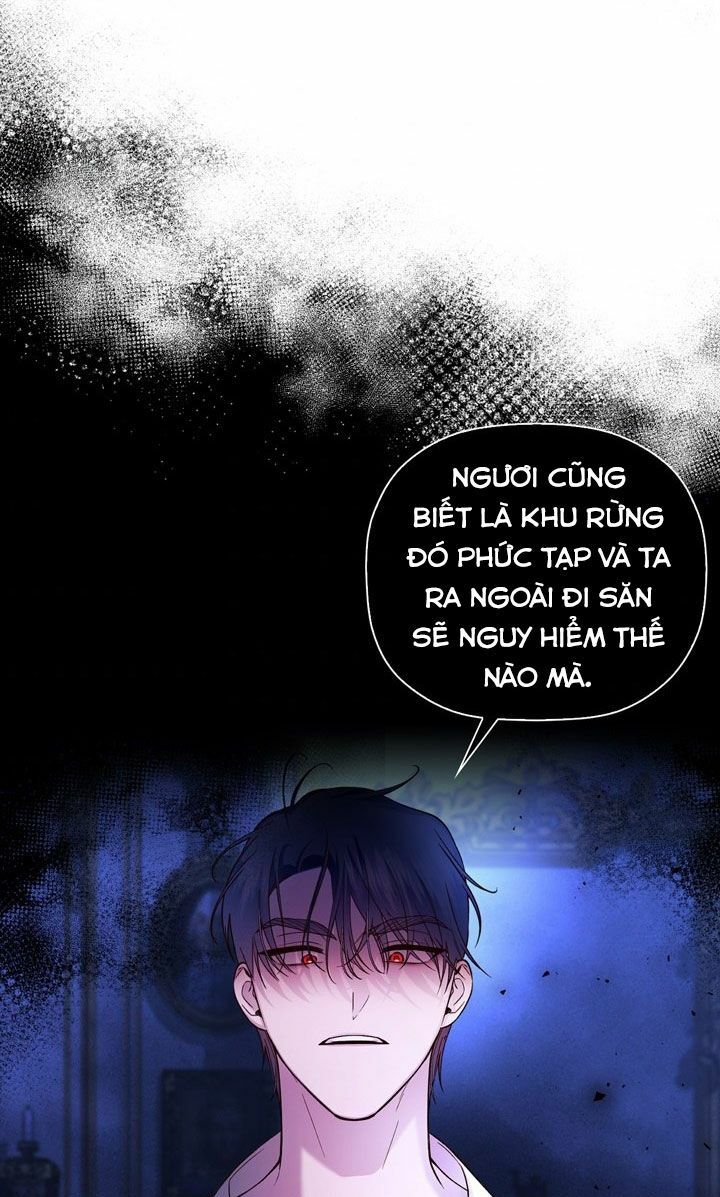 NGƯƠI CŨNG
BIẾT LÀ KHU RỪNG
ĐÓ PHỨC TẠP VÀ TA
RA NGOÀI ĐI SĂN
SẼ NGUY HIỂM THẾ
NÀO MÀ.